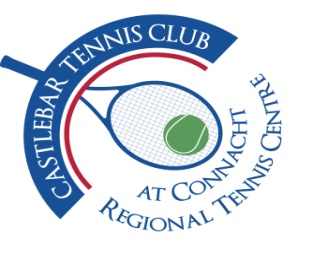 CASTLEBAR TENNIS CLUB
AT CONNACHT
REGIONAL TENNIS CENTRE